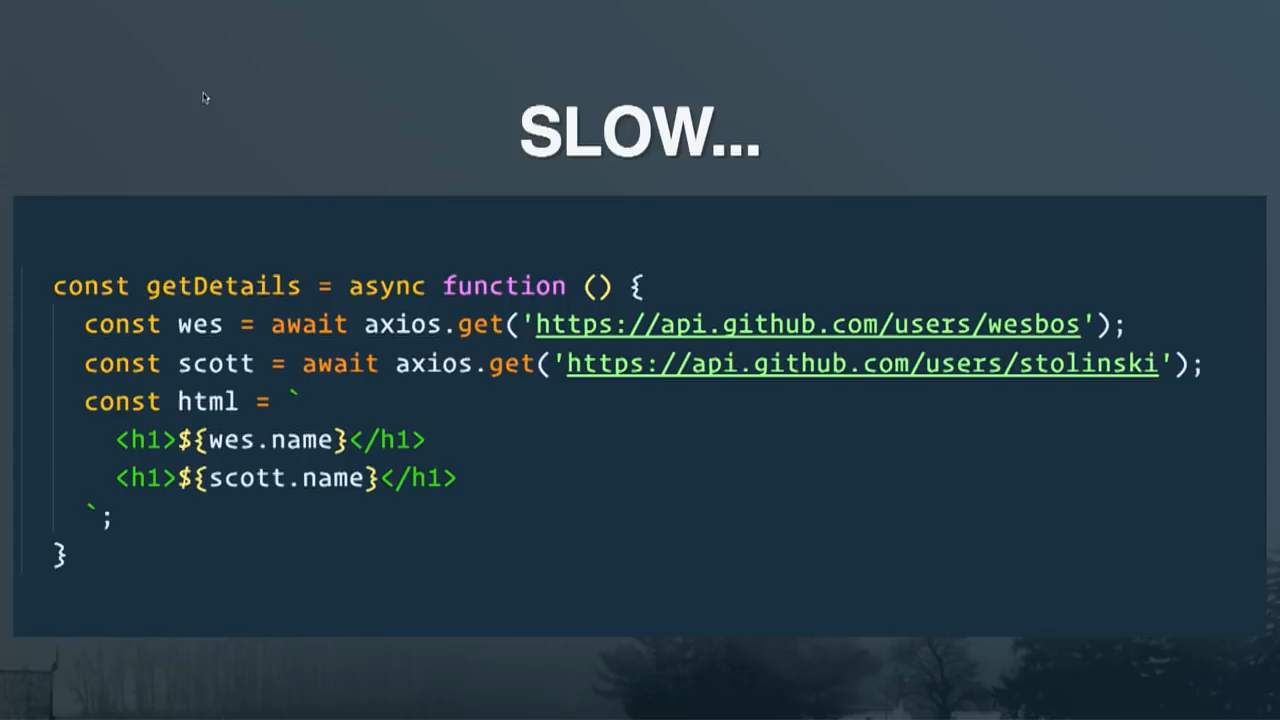 SLOW...
const getDetails = async function () {
const wes = await axios.get('https://api.github.com/users/wesbos');
const scott = await axios.get('https://api.github.com/users/stolinski');
const html = `
<h1>${wes.name}</h1>
<h1>${scott.name}</h1>
`;
}